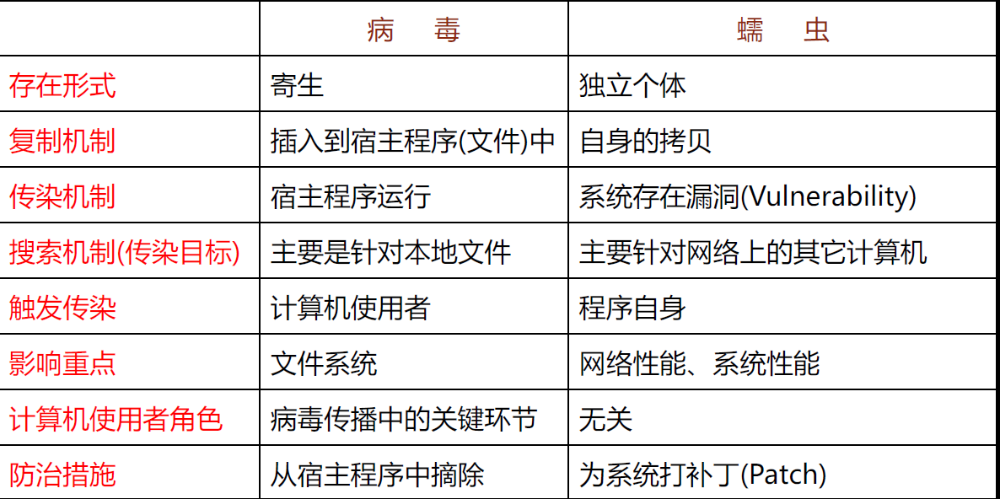 病 毒 蠕 虫
存在形式 寄生 独立个体
复制机制 插入到宿主程序(文件)中 自身的拷贝
传染机制 宿主程序运行 系统存在漏洞(Vulnerability)
搜索机制(传染目标) 主要是针对本地文件 主要针对网络上的其它计算机
触发传染 计算机使用者 程序自身
影响重点 文件系统 网络性能、系统性能
计算机使用者角色 病毒传播中的关键环节 无关
防治措施 从宿主程序中摘除 为系统打补丁(Patch)